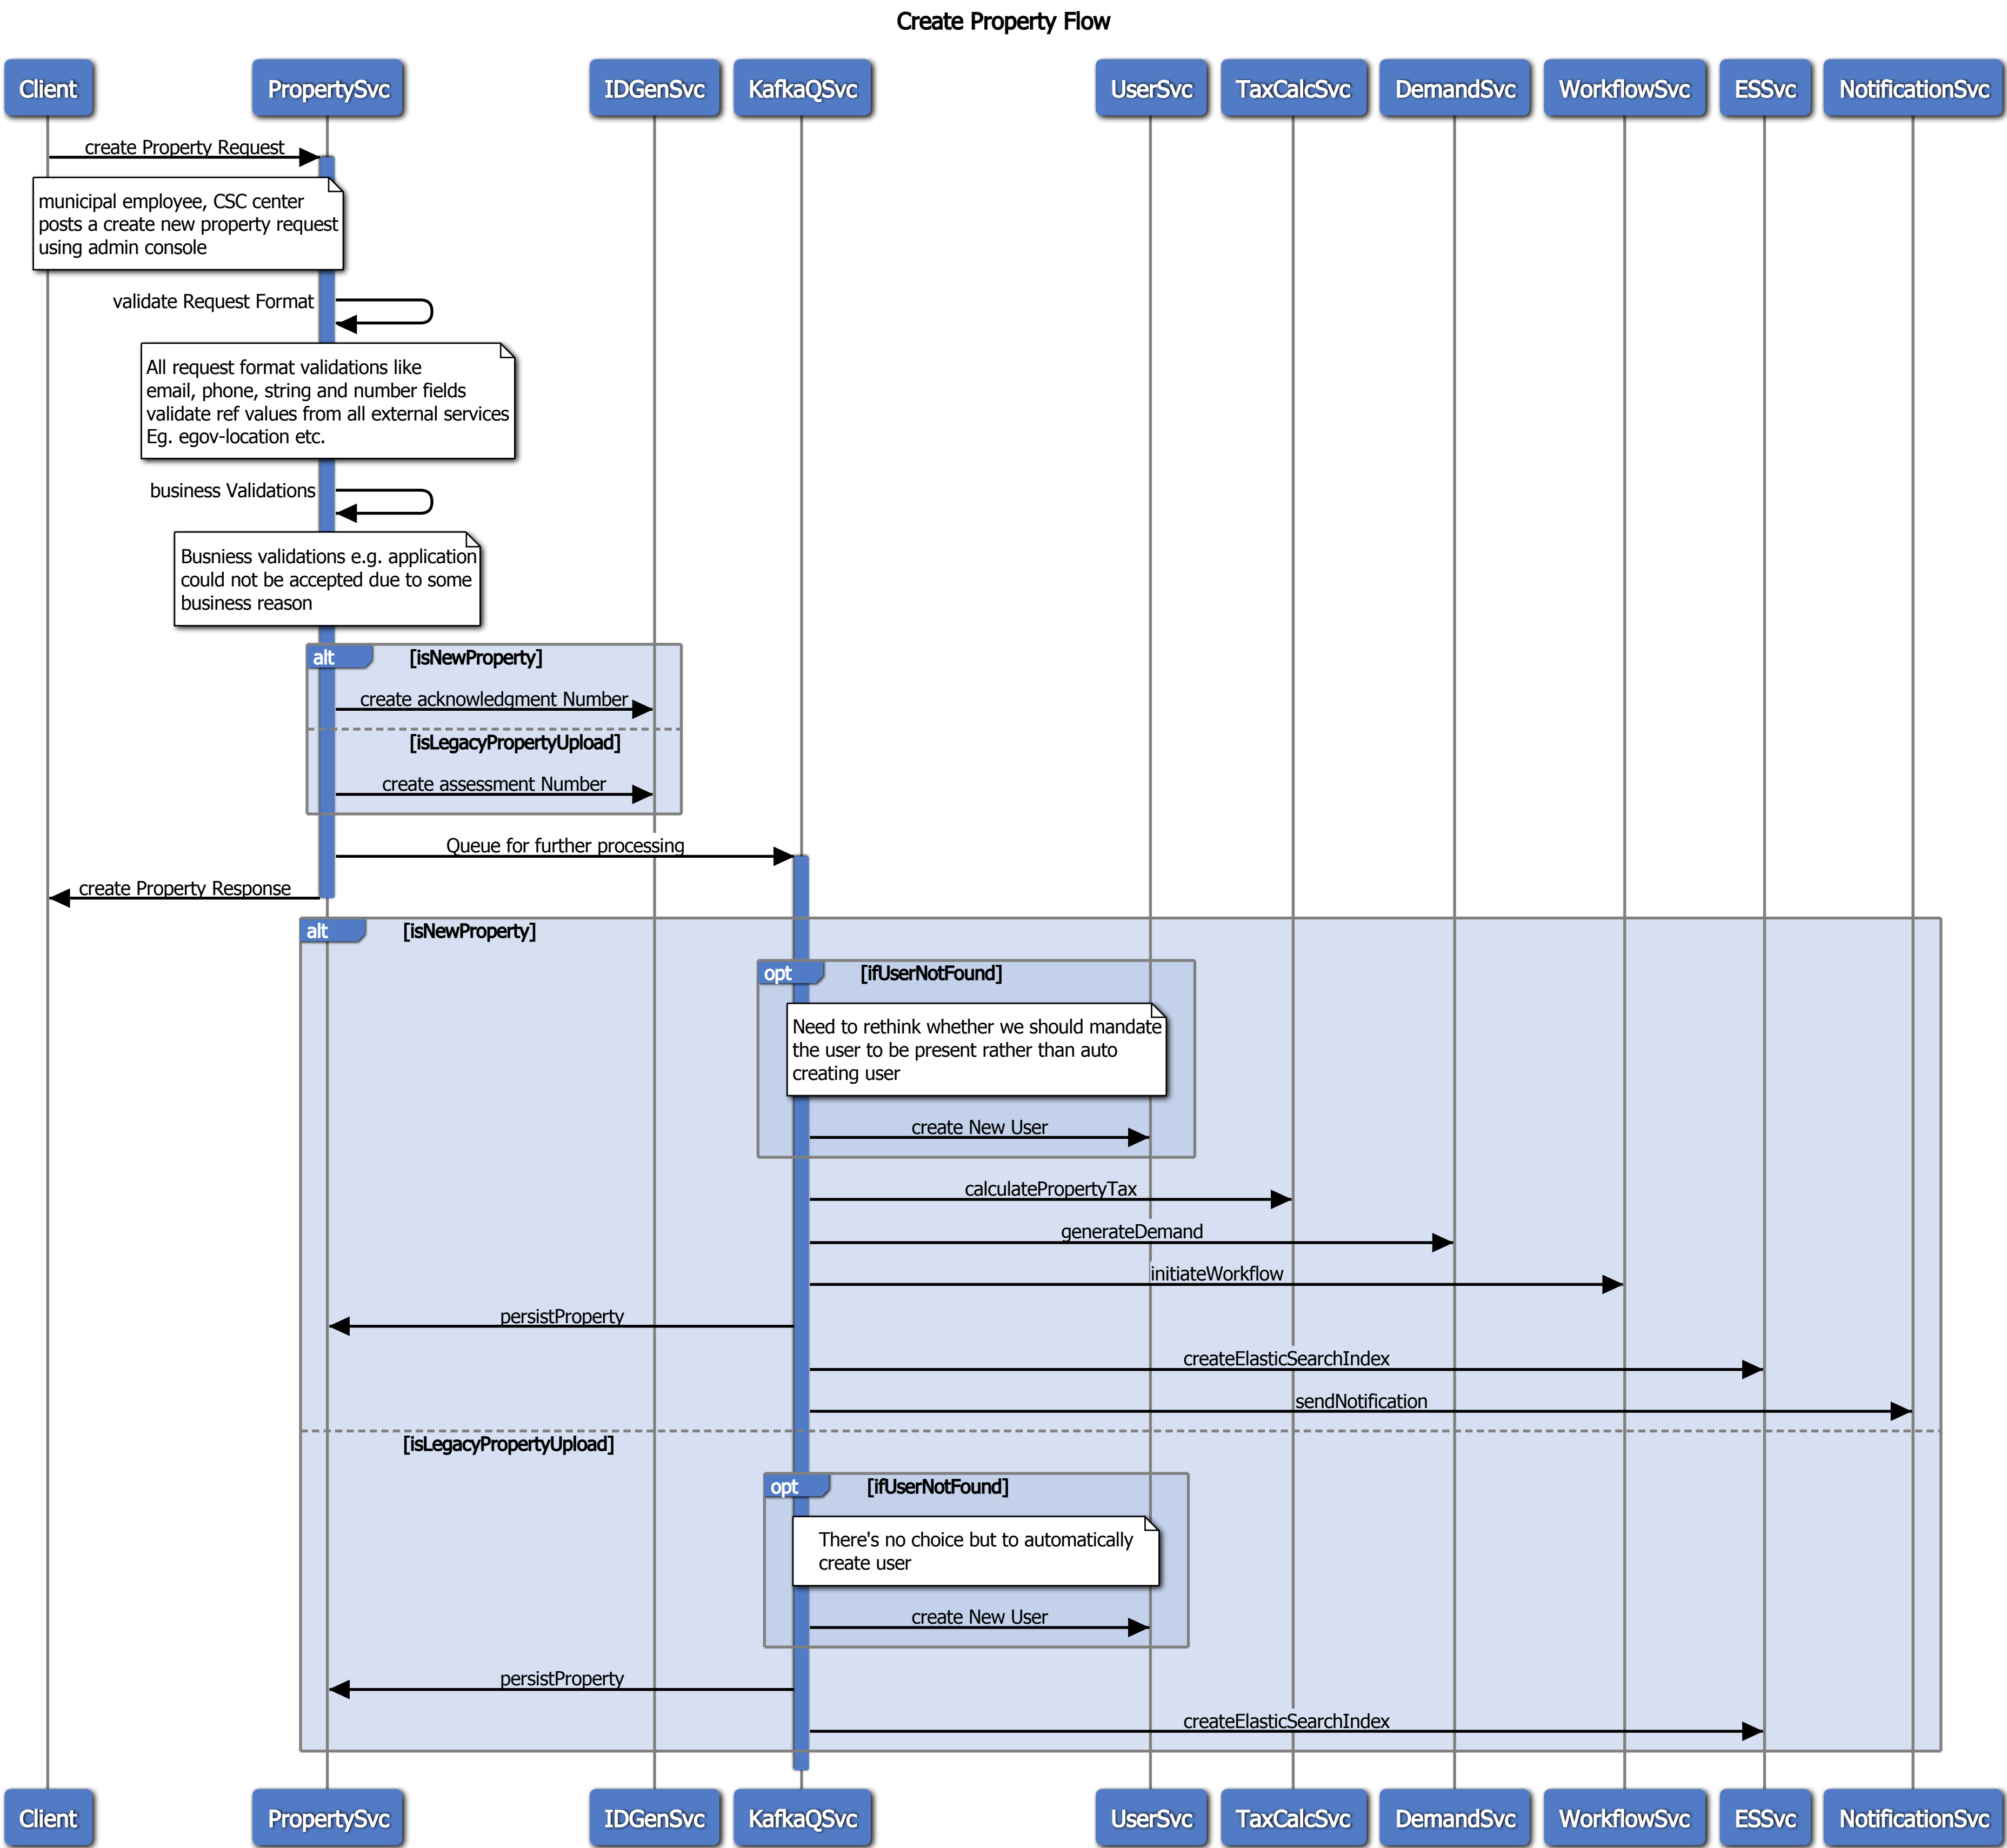 Create Property Flow
Client
PropertySvc
IDGenSvc
KafkaQSvc
UserSvc
TaxCalcSvc
DemandSvc
WorkflowSvc
ESSvc
NotificationSvc
create Property Request
municipal employee, CSC center
posts a create new property request
using admin console
validate Request Format
All request format validations like
email, phone, string and number fields
validate ref values from all external services
Eg. egov-location etc.
business Validations
Busniess validations e.g. application
could not be accepted due to some
business reason
alt
[isNewProperty]
create acknowledgment Number
[isLegacyPropertyUpload]
create assessment Number
Queue for further processing
create Property Response
alt
[isNewProperty]
opt
[ifUserNotFound]
Need to rethink whether we should mandate
the user to be present rather than auto
creating user
create New User
calculatePropertyTax
generateDemand
initiateWorkflow
persistProperty
createElasticSearchIndex
sendNotification
[isLegacyPropertyUpload]
opt
[ifUserNotFound]
There's no choice but to automatically
create user
create New User
persistProperty
createElasticSearchIndex
Client
PropertySvc
IDGenSvc
KafkaQSvc
UserSvc
TaxCalcSvc
DemandSvc
WorkflowSvc
ESSvc
NotificationSvc